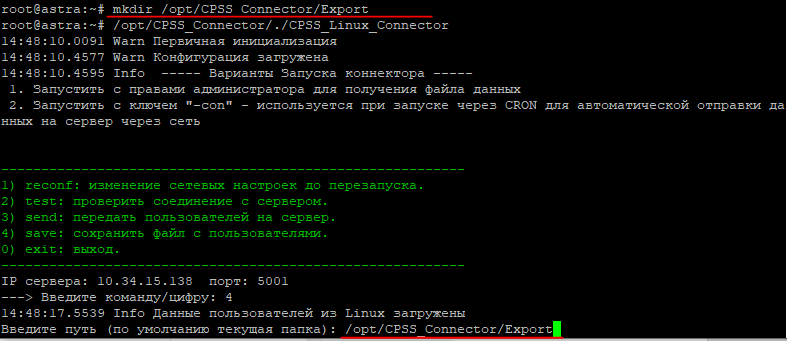 root@astra:~# mkdir /opt/CPSS_Connector/Export
root@astra:~# /opt/CPSS_Connector/./CPSS_Linux_Connector
14:48:10.0091 Warn Первичная инициализация
14:48:10.4577 Warn Конфигурация загружена
14:48:10.4595 Info  ----- Варианты Запуска коннектора -----
 1. Запустить с правами администратора для получения файла данных
 2. Запустить с ключем "-con" - используется при запуске через CRON для автоматической отправки да
нных на сервер через сеть
----------------------------------------------------------
1) reconf: изменение сетевых настроек до перезапуска.
2) test: проверить соединение с сервером.
3) send: передать пользователей на сервер.
4) save: сохранить файл с пользователями.
0) exit: выход.
----------------------------------------------------------
IP сервера: 10.34.15.138  порт: 5001
---> Введите команду/цифру: 4
14:48:17.5539 Info Данные пользователей из Linux загружены
Введите путь (по умолчанию текущая папка): /opt/CPSS_Connector/Export